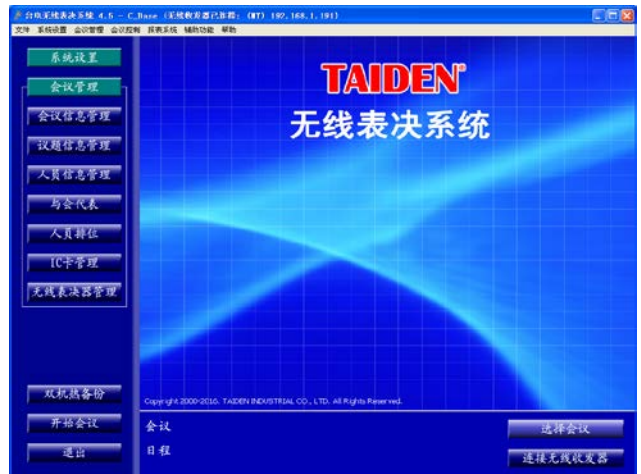 台电无线表决系统 4.5 - C_Base (无线收发器已连接: (MT) 192.168.1.191)
文件 系统设置 会议管理 会议控制 报表系统 辅助功能 帮助
系统设置
会议管理
会议信息管理
议题信息管理
人员信息管理
与会代表
人员排位
IC卡管理
无线表决器管理
TAIDEN®
无线表决系统
Copyright 2000-2016. TAIDEN INDUSTRIAL CO., LTD. All Rights Reserved.
双机热备份
开始会议
退出
会议
日程
选择会议
连接无线收发器